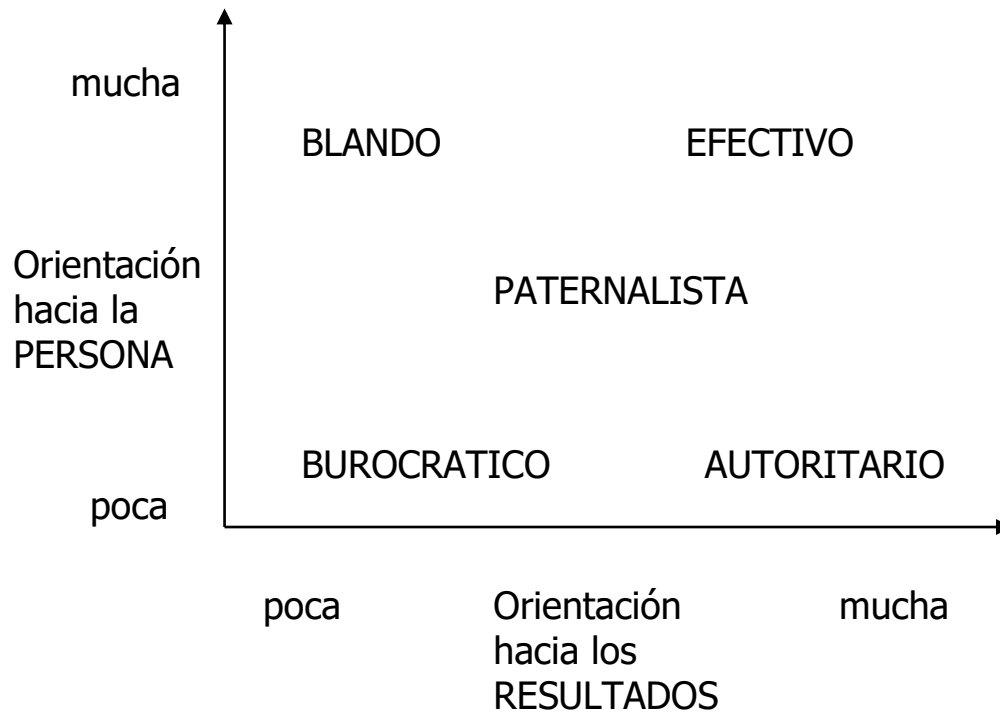 mucha
BLANDO
EFECTIVO
Orientación
hacia la
PERSONA
PATERNALISTA
BUROCRATICO
AUTORITARIO
poca
poca
Orientación
hacia los
RESULTADOS
mucha